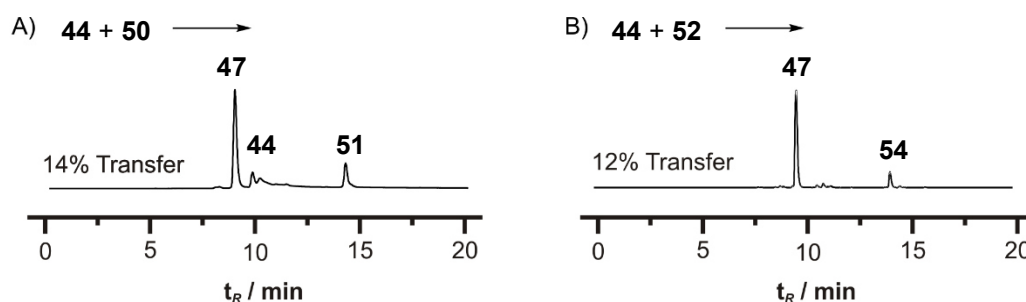 A) 44 + 50 ⟶
47
44
51
14% Transfer
0 5 10 15 20
tR / min
B) 44 + 52 ⟶
47
54
12% Transfer
0 5 10 15 20
tR / min